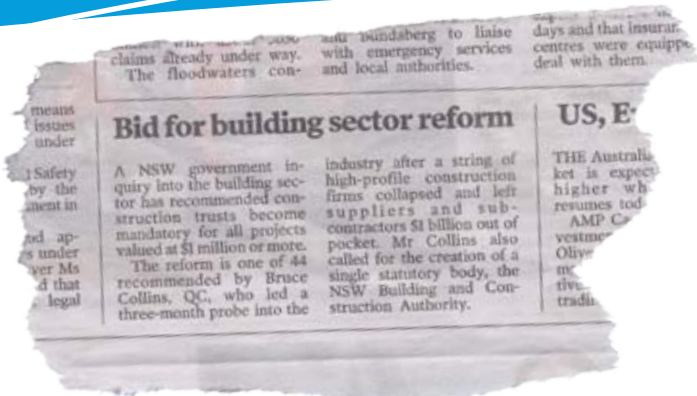 claims already under way.
The floodwaters con-
and Bundaberg to liaise
with emergency services
and local authorities.
days and that insuran
centres were equippe
deal with them.
means
issues
under
Safety
by the
ment in
ap-
under
ver Ms
d that
legal
Bid for building sector reform
A NSW government in-
quiry into the building sec-
tor has recommended con-
struction trusts become
mandatory for all projects
valued at $1 million or more.
The reform is one of 44
recommended by Bruce
Collins, QC, who led a
three-month probe into the
industry after a string of
high-profile construction
firms collapsed and left
suppliers and sub-
contractors $1 billion out of
pocket. Mr Collins also
called for the creation of a
single statutory body, the
NSW Building and Con-
struction Authority.
US, E
THE Australi
ket is expect
higher wh
resumes tod
AMP Ca
vestmen
Olive
tive
tradi